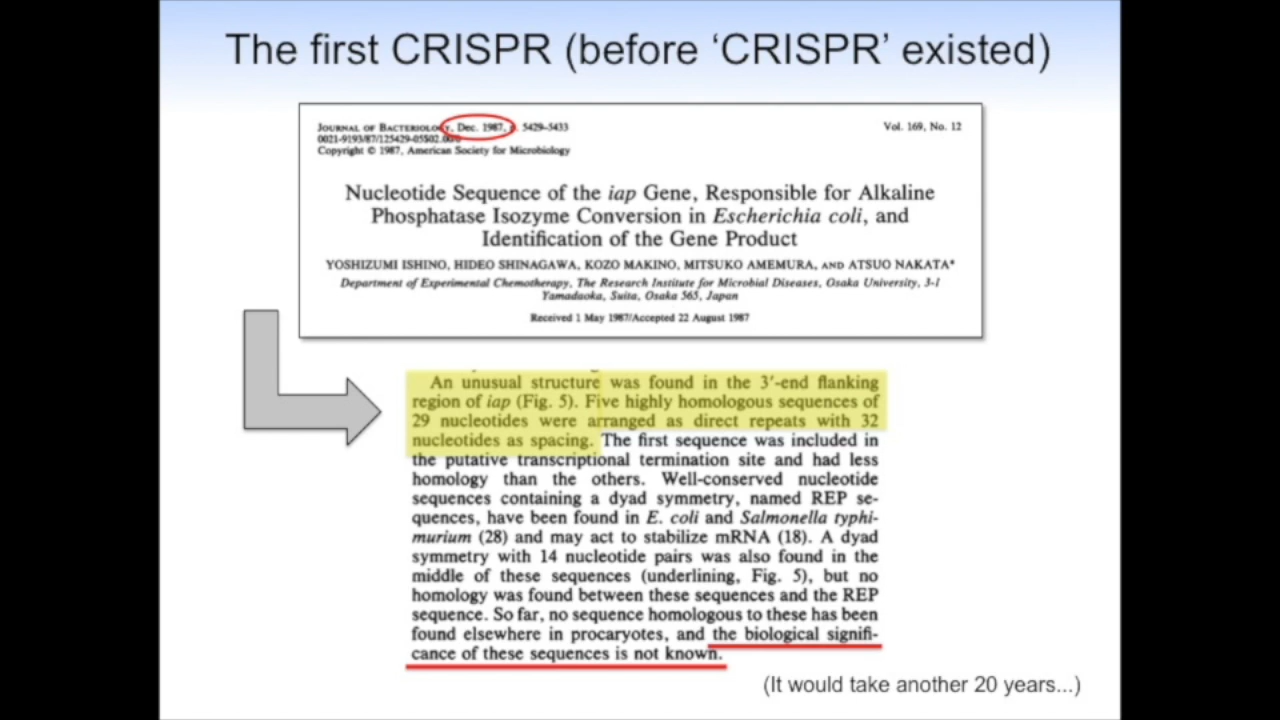 The first CRISPR (before ‘CRISPR’ existed)
JOURNAL OF BACTERIOLOGY, Dec. 1987, p. 5429–5433
Vol. 169, No. 12
0021-9193/87/125429-05$02.00/0
Copyright © 1987, American Society for Microbiology
Nucleotide Sequence of the iap Gene, Responsible for Alkaline
Phosphatase Isozyme Conversion in Escherichia coli, and
Identification of the Gene Product
YOSHIZUMI ISHINO, HIDEO SHINAGAWA, KOZO MAKINO, MITSUKO AMEMURA, AND ATSUO NAKATA*
Department of Experimental Chemotherapy, The Research Institute for Microbial Diseases, Osaka University, 3-1
Yamadaoka, Suita, Osaka 565, Japan
Received 1 May 1987/Accepted 22 August 1987
An unusual structure was found in the 3′-end flanking
region of iap (Fig. 5). Five highly homologous sequences of
29 nucleotides were arranged as direct repeats with 32
nucleotides as spacing. The first sequence was included in
the putative transcriptional termination site and had less
homology than the others. Well-conserved nucleotide
sequences containing a dyad symmetry, named REP se-
quences, have been found in E. coli and Salmonella typhi-
murium (28) and may act to stabilize mRNA (18). A dyad
symmetry with 14 nucleotide pairs was also found in the
middle of these sequences (underlining, Fig. 5), but no
homology was found between these sequences and the REP
sequence. So far, no sequence homologous to these has been
found elsewhere in procaryotes, and the biological signifi-
cance of these sequences is not known.
(It would take another 20 years...)